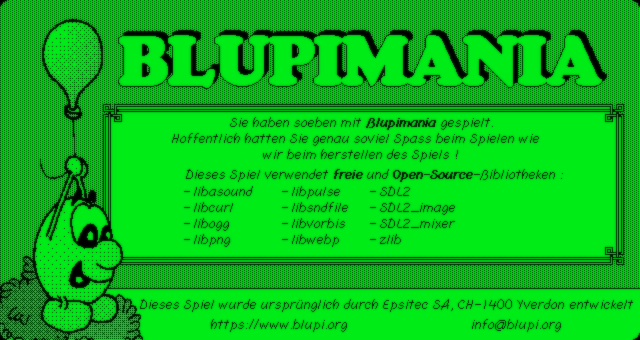 BLUPIMANIA
Sie haben soeben mit Blupimania gespielt.
Hoffentlich hatten Sie genau soviel Spass beim Spielen wie
wir beim herstellen des Spiels !
Dieses Spiel verwendet freie und Open-Source-Bibliotheken :
- libasound - libpulse - SDL2
- libcurl - libsndfile - SDL2_image
- libogg - libvorbis - SDL2_mixer
- libpng - libwebp - zlib
Dieses Spiel wurde ursprünglich durch Epsitec SA, CH-1400 Yverdon entwickelt
https://www.blupi.org info@blupi.org